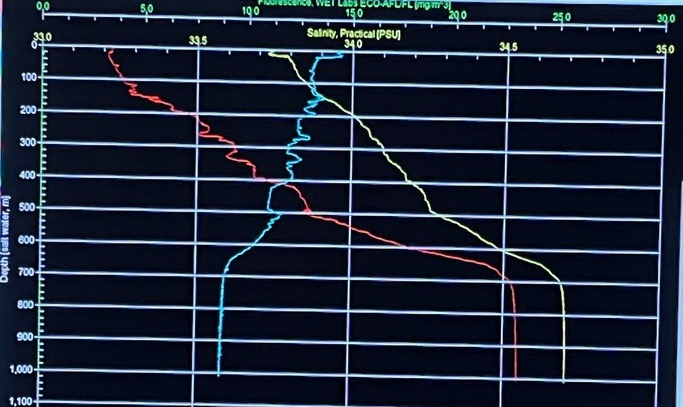 Fluorescence, WET Labs ECO-AFL/FL [mg/m^3]
0,0 5,0 10,0 15,0 20,0 25,0 30,0
Salinity, Practical [PSU]
33,0 33,5 34,0 34,5 35,0
Depth [salt water, m]
0
100
200
300
400
500
600
700
800
900
1,000
1,100